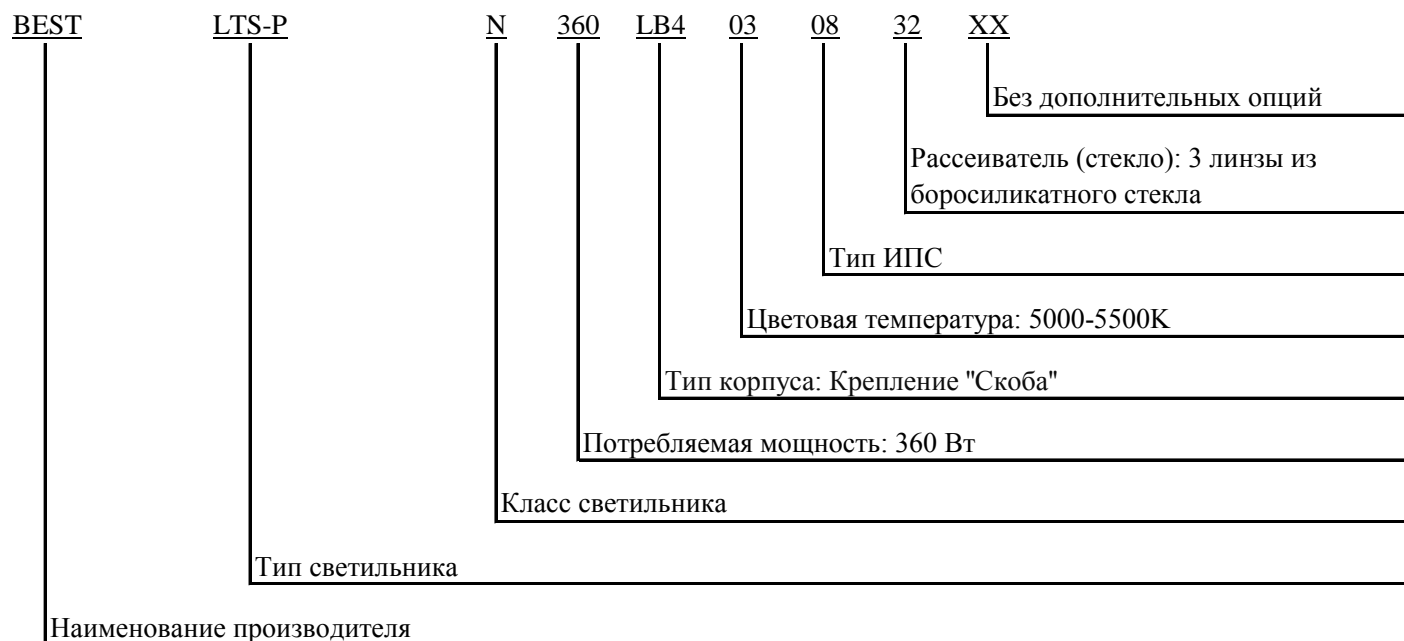 BEST LTS-P N 360 LB4 03 08 32 XX
Без дополнительных опций
Рассеиватель (стекло): 3 линзы из
боросиликатного стекла
Тип ИПС
Цветовая температура: 5000-5500K
Тип корпуса: Крепление "Скоба"
Потребляемая мощность: 360 Вт
Класс светильника
Тип светильника
Наименование производителя